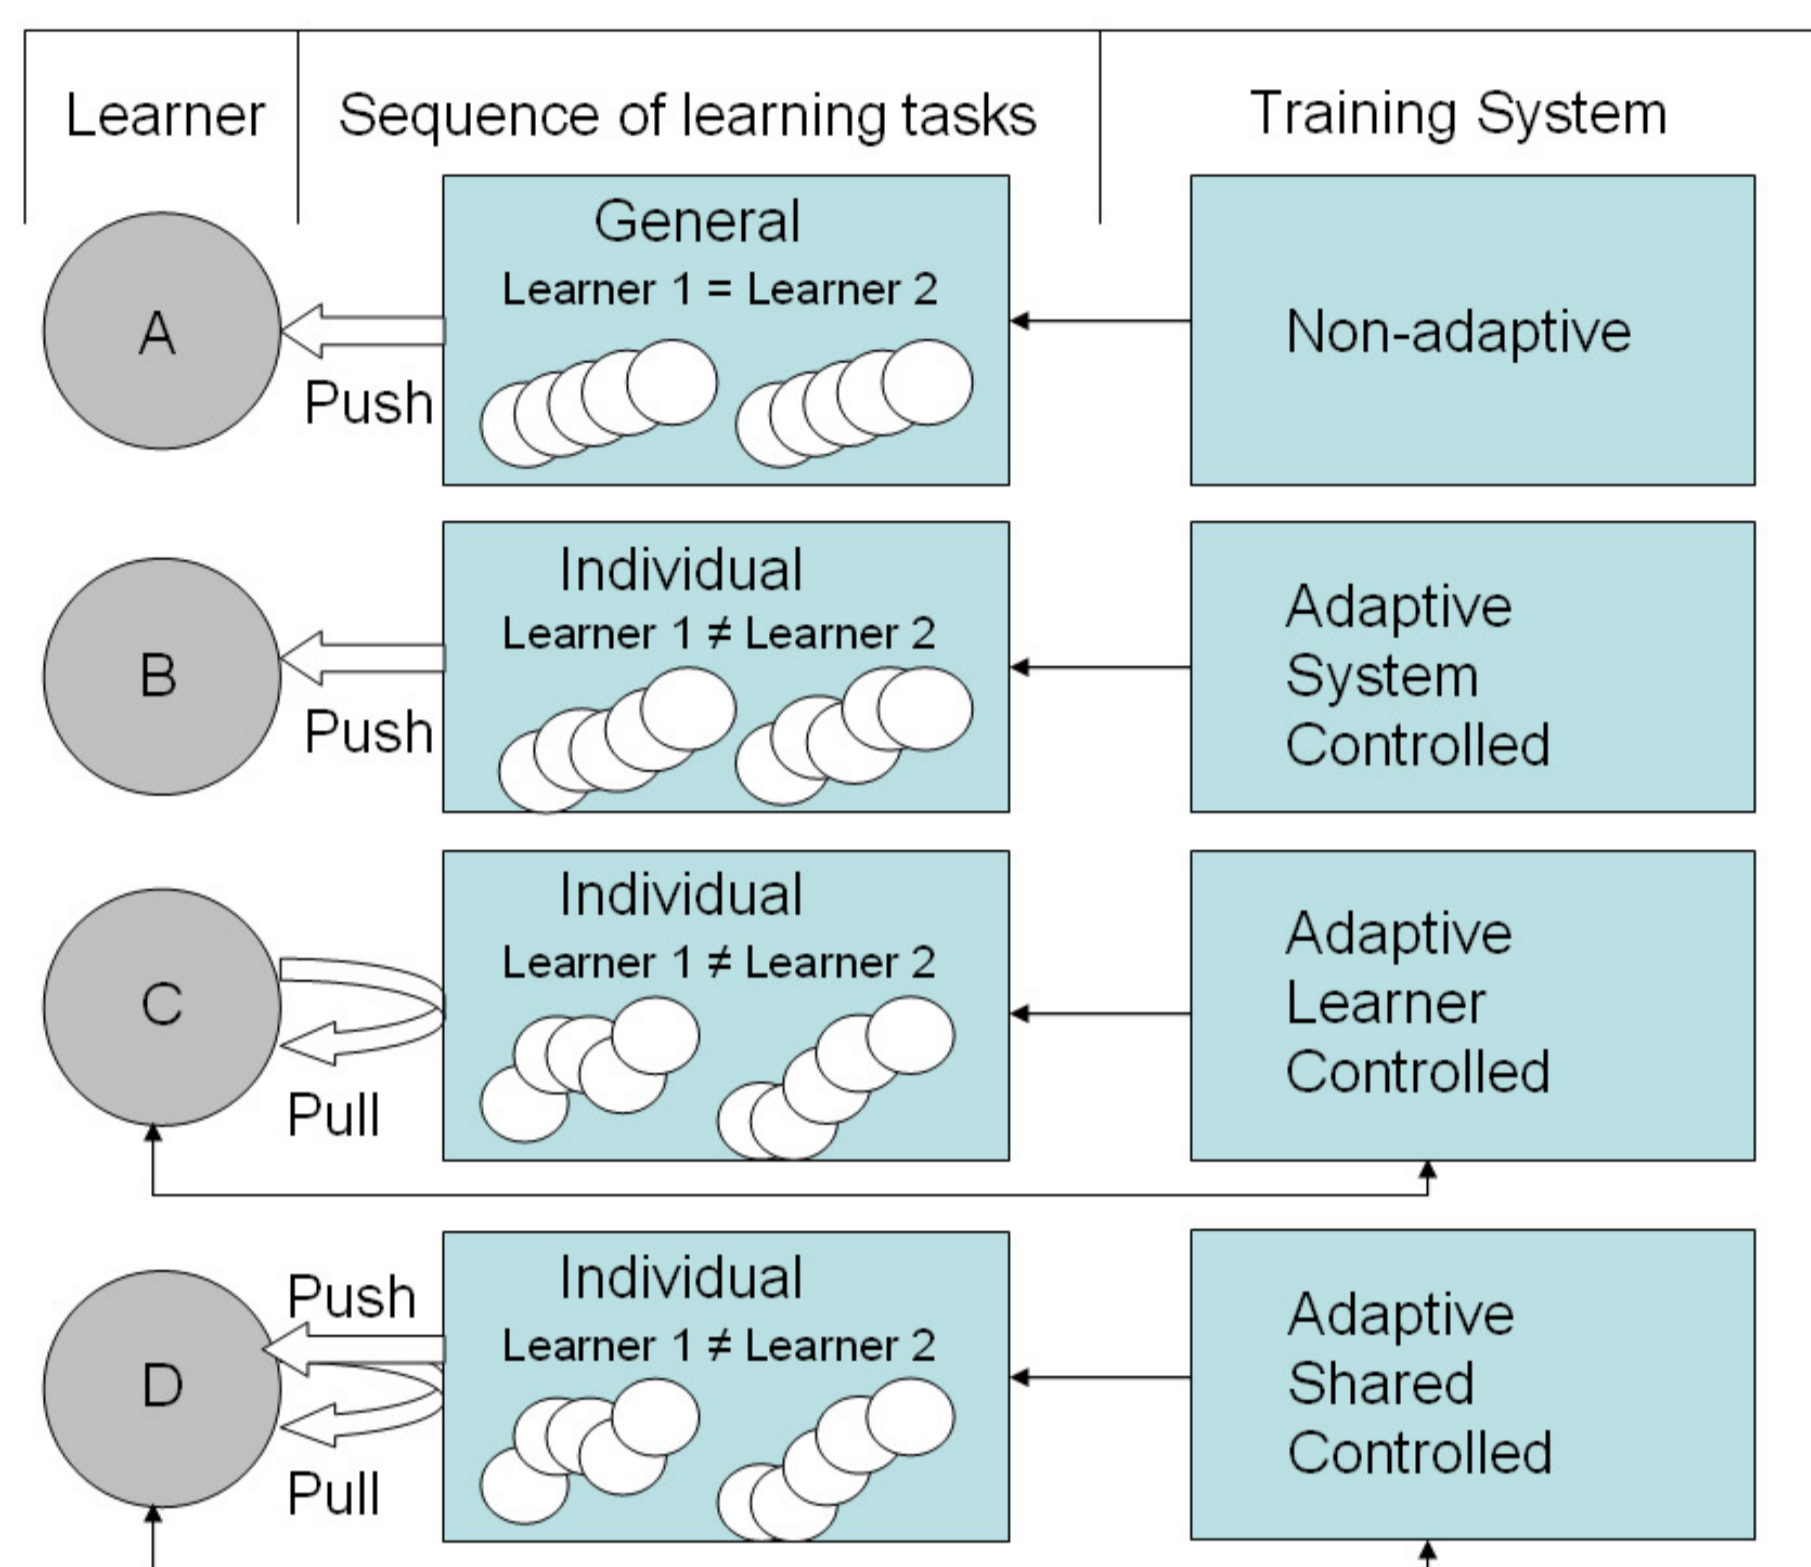 Learner
Sequence of learning tasks
Training System
A
Push
General
Learner 1 = Learner 2
Non-adaptive
B
Push
Individual
Learner 1 ≠ Learner 2
Adaptive
System
Controlled
C
Pull
Individual
Learner 1 ≠ Learner 2
Adaptive
Learner
Controlled
D
Push
Pull
Individual
Learner 1 ≠ Learner 2
Adaptive
Shared
Controlled